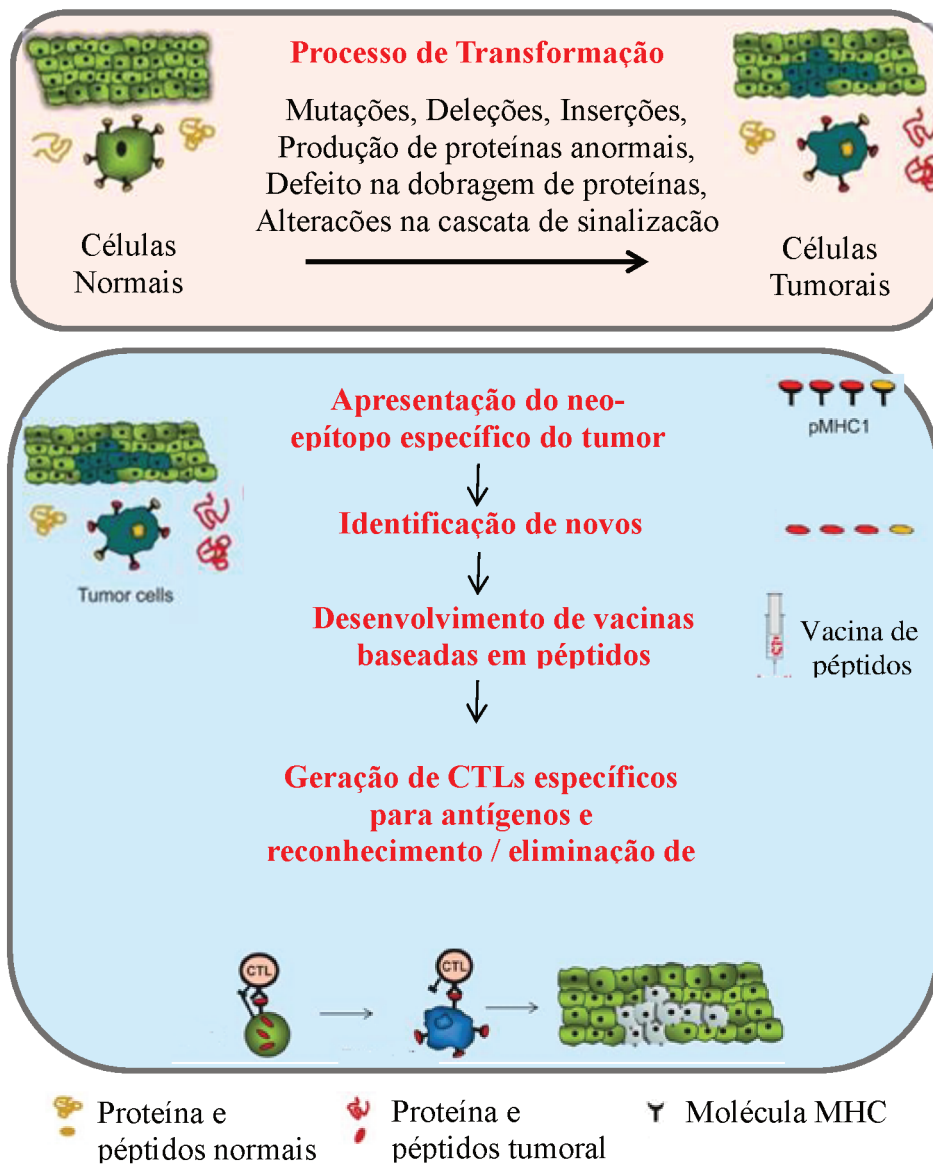 Processo de Transformação
Mutações, Deleções, Inserções,
Produção de proteínas anormais,
Defeito na dobragem de proteínas,
Alteracões na cascata de sinalizacão
Células
Normais
Células
Tumorais
Apresentação do neo-
epítopo específico do tumor
pMHC1
Identificação de novos
Tumor cells
Desenvolvimento de vacinas
baseadas em péptidos
Vacina de
péptidos
Geração de CTLs específicos
para antígenos e
reconhecimento / eliminação de
CTL
CTL
Proteína e
péptidos normais
Proteína e
péptidos tumoral
Molécula MHC